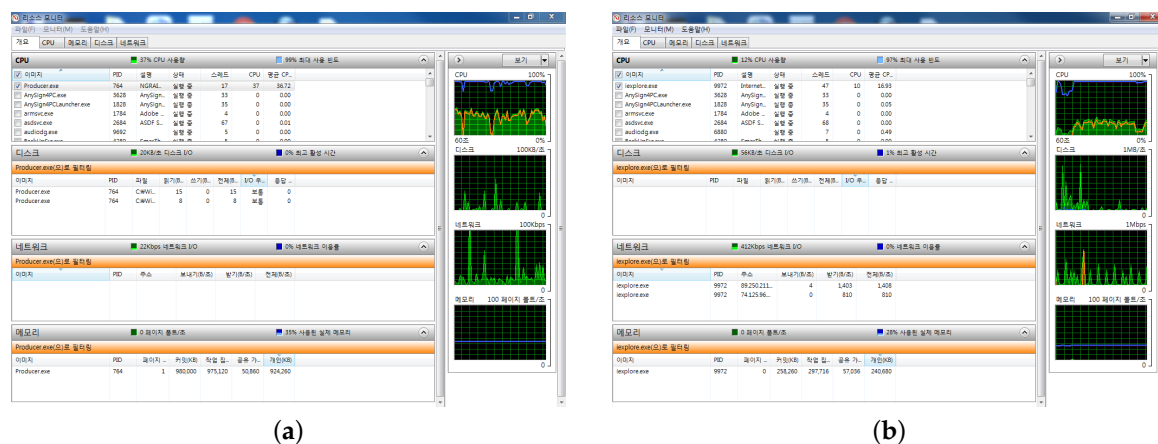 리소스 모니터
파일(F) 모니터(M) 도움말(H)
개요 CPU 메모리 디스크 네트워크
CPU 37% CPU 사용량 99% 최대 사용 빈도
이미지 PID 설명 상태 스레드 CPU 평균 CP...
Producer.exe 764 NGRAI... 실행 중 17 37 36.72
AnySign4PC.exe 3628 AnySign... 실행 중 33 0 0.00
AnySign4PCLauncher.exe 1828 AnySign... 실행 중 35 0 0.00
armsvc.exe 1784 Adobe ... 실행 중 4 0 0.00
asdsvc.exe 2684 ASDF S... 실행 중 67 0 0.01
audiodg.exe 9692 실행 중 5 0 0.00
디스크 20KB/초 디스크 I/O 0% 최고 활성 시간
Producer.exe(으)로 필터링
이미지 PID 파일 읽기(B... 쓰기(B... 전체(B... I/O 우... 응답 ...
Producer.exe 764 C:₩Wi... 15 0 15 보통 0
Producer.exe 764 C:₩Wi... 8 0 8 보통 0
네트워크 22Kbps 네트워크 I/O 0% 네트워크 이용률
Producer.exe(으)로 필터링
이미지 PID 주소 보내기(B/초) 받기(B/초) 전체(B/초)
메모리 0 페이지 폴트/초 35% 사용된 실제 메모리
Producer.exe(으)로 필터링
이미지 PID 페이지 ... 커밋(KB) 작업 집... 공유 가... 개인(KB)
Producer.exe 764 1 980,000 975,120 50,860 924,260
보기
CPU 100%
60초 0%
디스크 100KB/초
0
네트워크 100Kbps
0
메모리 100 페이지 폴트/초
0
(a)
리소스 모니터
파일(F) 모니터(M) 도움말(H)
개요 CPU 메모리 디스크 네트워크
CPU 12% CPU 사용량 97% 최대 사용 빈도
이미지 PID 설명 상태 스레드 CPU 평균 CP...
iexplore.exe 9972 Internet... 실행 중 47 10 16.93
AnySign4PC.exe 3628 AnySign... 실행 중 33 0 0.00
AnySign4PCLauncher.exe 1828 AnySign... 실행 중 35 0 0.05
armsvc.exe 1784 Adobe ... 실행 중 4 0 0.00
asdsvc.exe 2684 ASDF S... 실행 중 68 0 0.00
audiodg.exe 6880 실행 중 7 0 0.49
디스크 56KB/초 디스크 I/O 1% 최고 활성 시간
iexplore.exe(으)로 필터링
이미지 PID 파일 읽기(B... 쓰기(B... 전체(B... I/O 우... 응답 ...
네트워크 412Kbps 네트워크 I/O 0% 네트워크 이용률
iexplore.exe(으)로 필터링
이미지 PID 주소 보내기(B/초) 받기(B/초) 전체(B/초)
iexplore.exe 9972 89.250.211... 4 1,403 1,408
iexplore.exe 9972 74.125.96... 0 810 810
메모리 0 페이지 폴트/초 28% 사용된 실제 메모리
iexplore.exe(으)로 필터링
이미지 PID 페이지 ... 커밋(KB) 작업 집... 공유 가... 개인(KB)
iexplore.exe 9972 0 258,260 297,716 57,036 240,680
보기
CPU 100%
60초 0%
디스크 1MB/초
0
네트워크 1Mbps
0
메모리 100 페이지 폴트/초
0
(b)